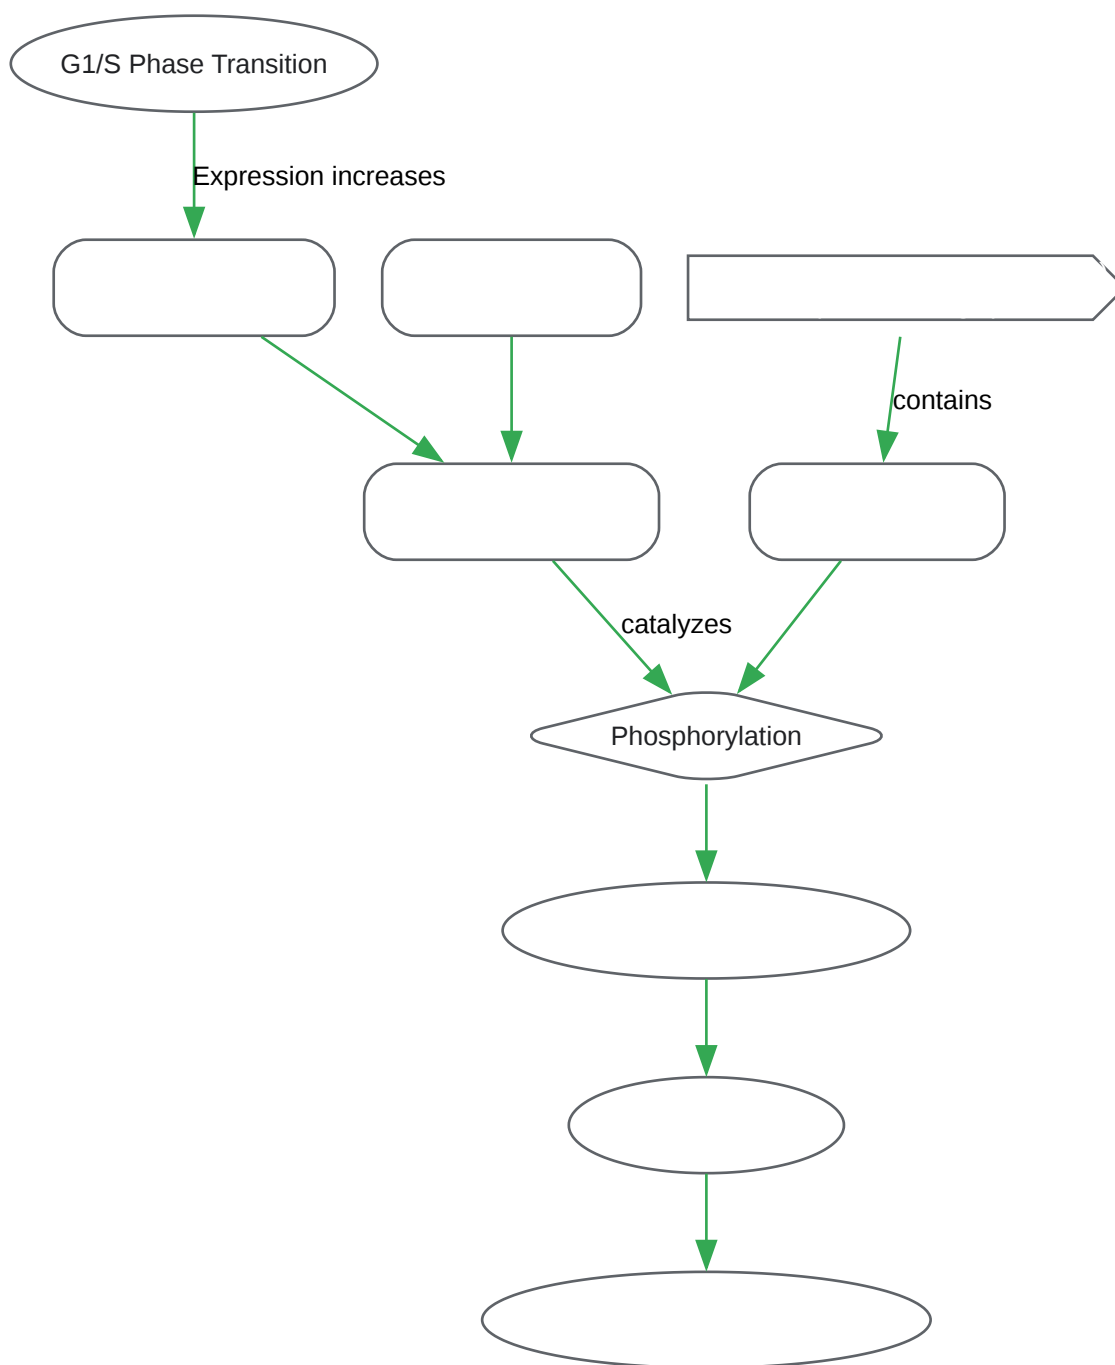 G1/S Phase Transition
Expression increases
contains
catalyzes
Phosphorylation